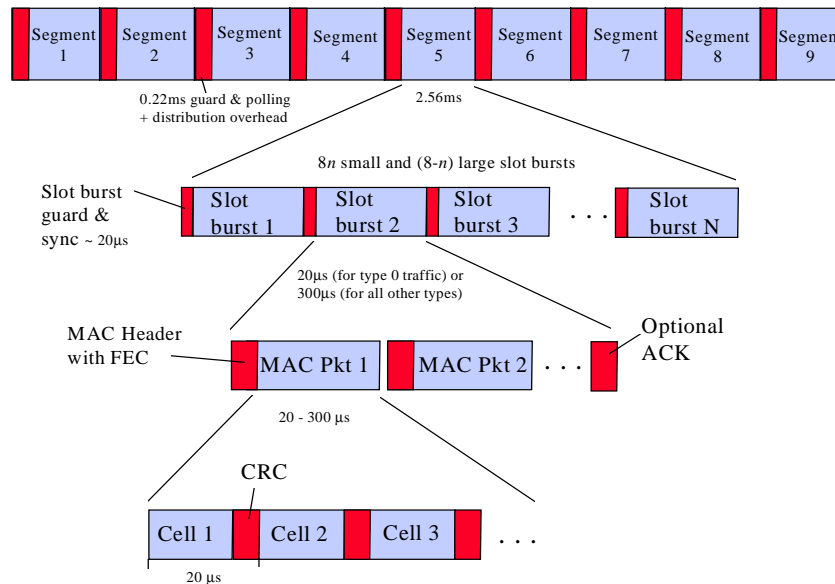 Segment 1
Segment 2
Segment 3
Segment 4
Segment 5
Segment 6
Segment 7
Segment 8
Segment 9
0.22ms guard & polling
+ distribution overhead
2.56ms
8n small and (8-n) large slot bursts
Slot burst
guard &
sync ~ 20µs
Slot
burst 1
Slot
burst 2
Slot
burst 3
. . .
Slot
burst N
20µs (for type 0 traffic) or
300µs (for all other types)
MAC Header
with FEC
Optional
ACK
MAC Pkt 1
MAC Pkt 2
. . .
20 - 300 µs
CRC
Cell 1
Cell 2
Cell 3
. . .
20 µs